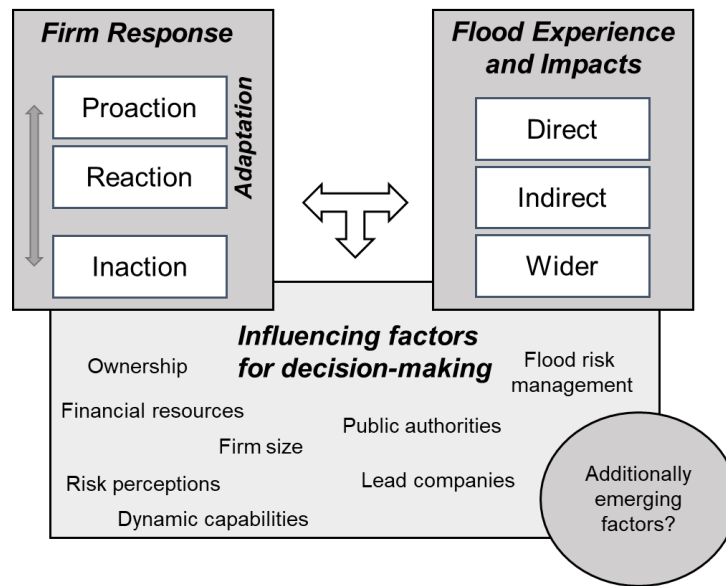 Firm Response
Proaction
Reaction
Inaction
Adaptation
Flood Experience
and Impacts
Direct
Indirect
Wider
Influencing factors
for decision-making
Ownership
Flood risk
management
Financial resources
Public authorities
Firm size
Risk perceptions
Lead companies
Dynamic capabilities
Additionally
emerging
factors?